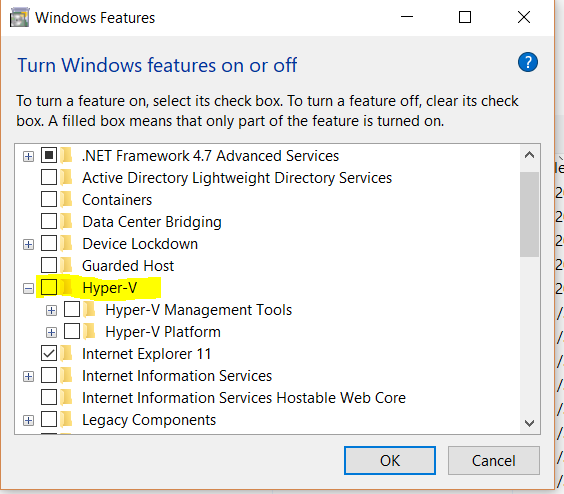 Windows Features
Turn Windows features on or off
To turn a feature on, select its check box. To turn a feature off, clear its check
box. A filled box means that only part of the feature is turned on.
.NET Framework 4.7 Advanced Services
Active Directory Lightweight Directory Services
Containers
Data Center Bridging
Device Lockdown
Guarded Host
Hyper-V
Hyper-V Management Tools
Hyper-V Platform
Internet Explorer 11
Internet Information Services
Internet Information Services Hostable Web Core
Legacy Components
OK
Cancel